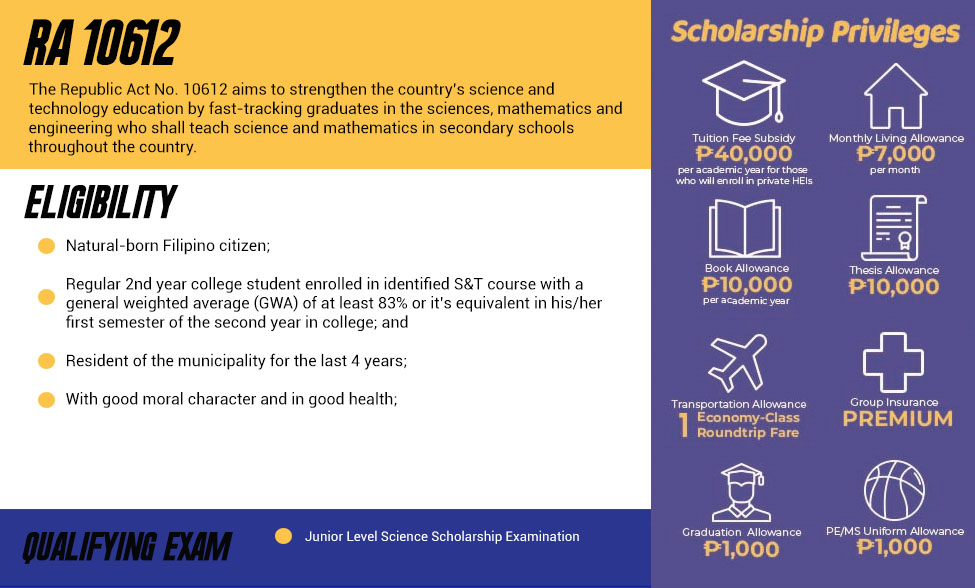 RA 10612
The Republic Act No. 10612 aims to strengthen the country's science and
technology education by fast-tracking graduates in the sciences, mathematics and
engineering who shall teach science and mathematics in secondary schools
throughout the country.
ELIGIBILITY
Natural-born Filipino citizen;
Regular 2nd year college student enrolled in identified S&T course with a
general weighted average (GWA) of at least 83% or it's equivalent in his/her
first semester of the second year in college; and
Resident of the municipality for the last 4 years;
With good moral character and in good health;
QUALIFYING EXAM
Junior Level Science Scholarship Examination
Scholarship Privileges
Tuition Fee Subsidy
₱40,000
per academic year for those
who will enroll in private HEIs
Monthly Living Allowance
₱7,000
per month
Book Allowance
₱10,000
per academic year
Thesis Allowance
₱10,000
Transportation Allowance
1 Economy-Class
Roundtrip Fare
Group Insurance
PREMIUM
Graduation Allowance
₱1,000
PE/MS Uniform Allowance
₱1,000